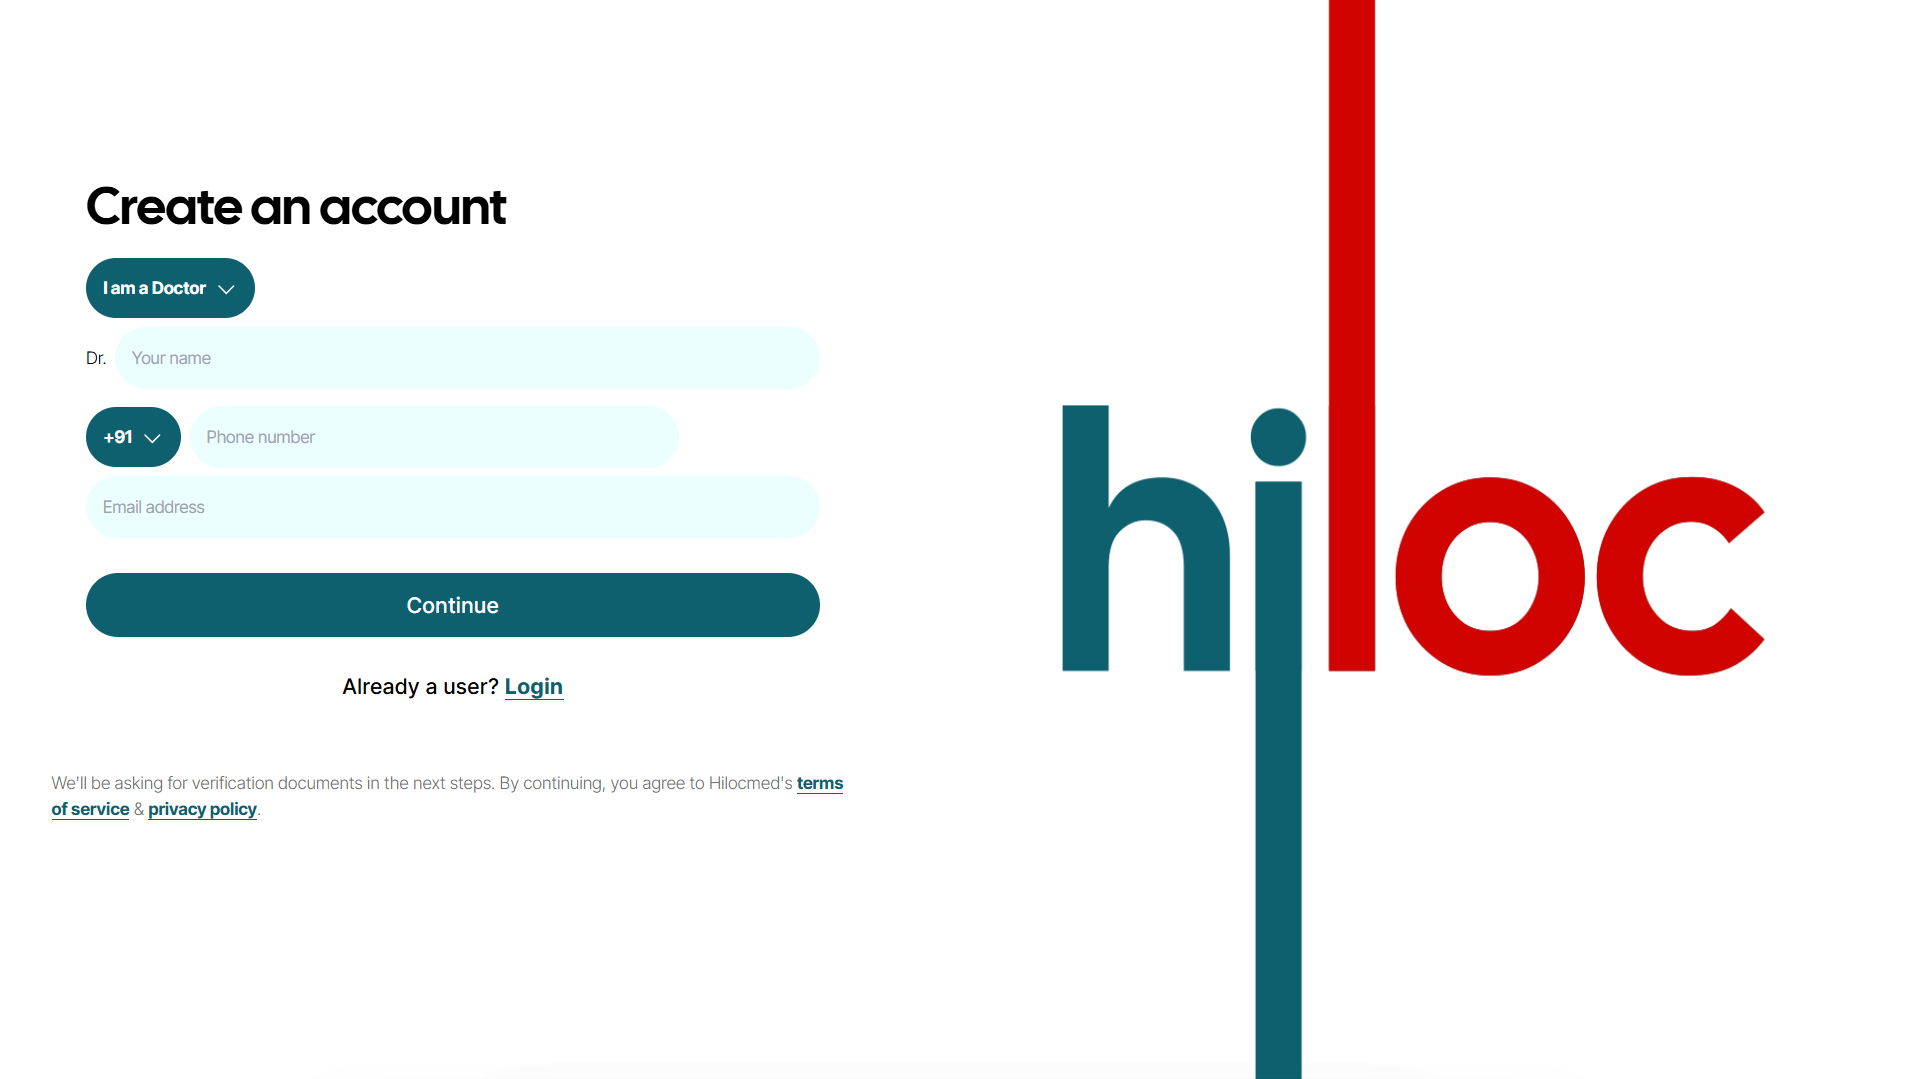 Create an account
I am a Doctor
Dr. Your name
+91 Phone number
Email address
Continue
Already a user? Login
We'll be asking for verification documents in the next steps. By continuing, you agree to Hilocmed's terms
of service & privacy policy.
hiloc